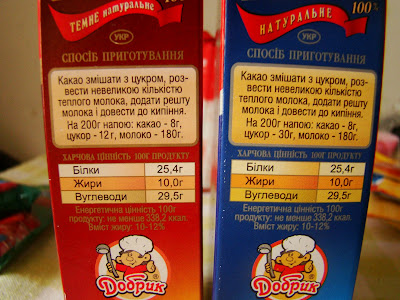 ТЕМНЕ натуральне
100
УКР
СПОСІБ ПРИГОТУВАННЯ
Какао змішати з цукром, роз-
вести невеликою кількістю
теплого молока, додати решту
молока і довести до кипіння.
На 200г напою: какао - 8г,
цукор - 12г, молоко - 180г.
ХАРЧОВА ЦІННІСТЬ 100г ПРОДУКТУ
Білки 25,4г
Жири 10,0г
Вуглеводи 29,5г
Енергетична цінність 100г
продукту: не менше 338,2 ккал.
Вміст жиру: 10-12%
Добрик
НАТУРАЛЬНЕ
100%
УКР
СПОСІБ ПРИГОТУВАННЯ
Какао змішати з цукром, роз-
вести невеликою кількістю
теплого молока, додати решту
молока і довести до кипіння.
На 200г напою: какао - 8г,
цукор - 30г, молоко - 180г.
ХАРЧОВА ЦІННІСТЬ 100г ПРОДУКТУ
Білки 25,4г
Жири 10,0г
Вуглеводи 29,5г
Енергетична цінність 100г
продукту: не менше 338,2 ккал.
Вміст жиру: 10-12%
Добрик